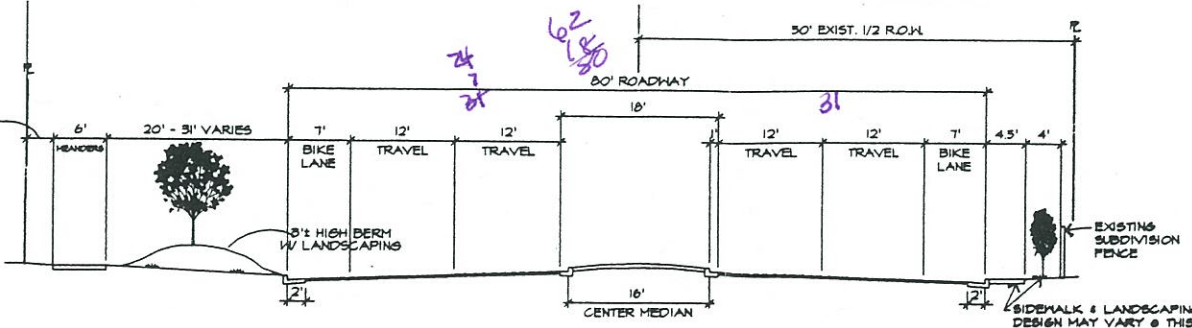 50' EXIST. 1/2 R.O.W.
80' ROADWAY
24
7
31
62
18
80
31
18'
6' 20' - 31' VARIES 7' 12' 12' 1' 12' 12' 7' 4.5' 4'
MEANDERS BIKE LANE TRAVEL TRAVEL TRAVEL TRAVEL BIKE LANE
3'± HIGH BERM
W/ LANDSCAPING
EXISTING
SUBDIVISION
FENCE
2' 16' 2'
CENTER MEDIAN
SIDEWALK & LANDSCAPING
DESIGN MAY VARY @ THIS